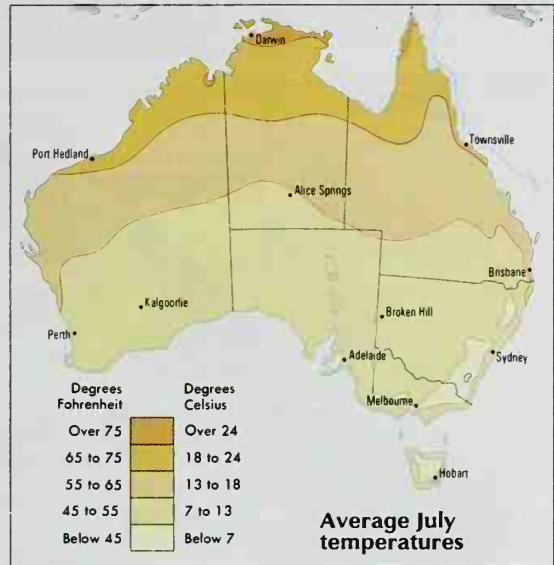 Darwin
Port Hedland
Townsville
Alice Springs
Brisbane
Kalgoorlie
Broken Hill
Perth
Adelaide
Sydney
Melbourne
Hobart
Degrees Fahrenheit Degrees Celsius
Over 75 Over 24
65 to 75 18 to 24
55 to 65 13 to 18
45 to 55 7 to 13
Below 45 Below 7
Average July
temperatures